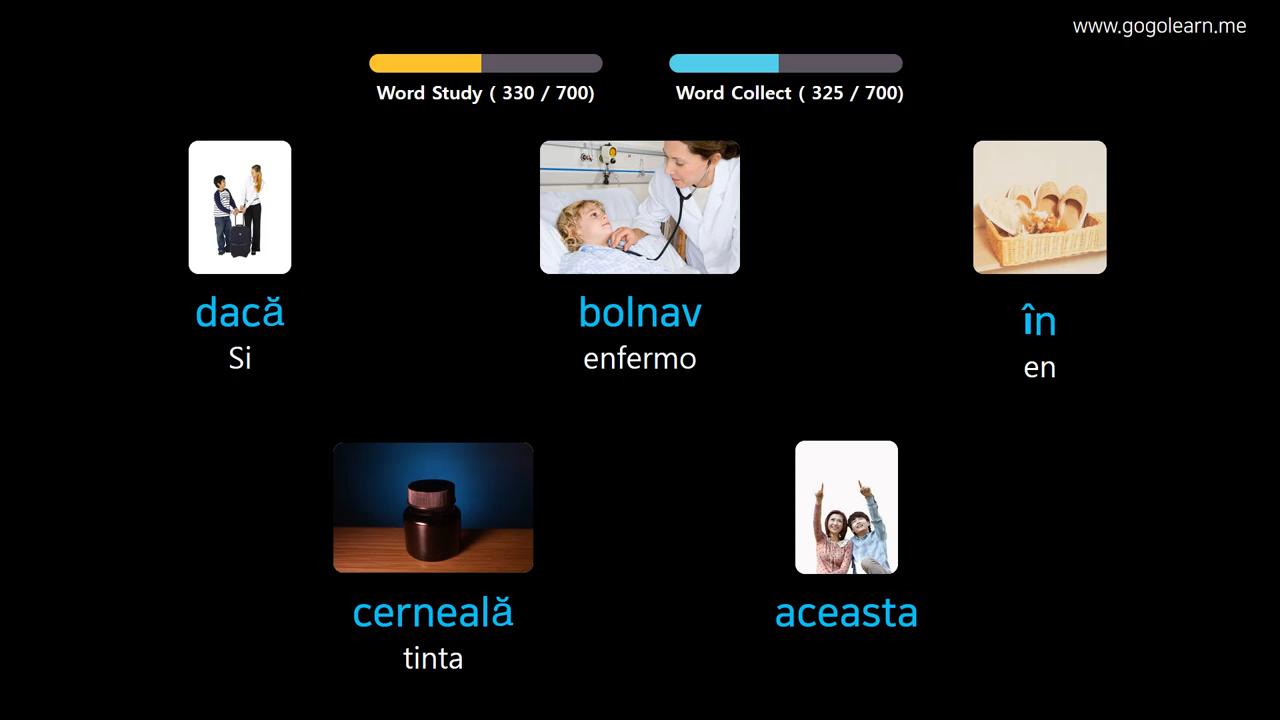 www.gogolearn.me
Word Study ( 330 / 700)
Word Collect ( 325 / 700)
dacă
Si
bolnav
enfermo
în
en
cerneală
tinta
aceasta